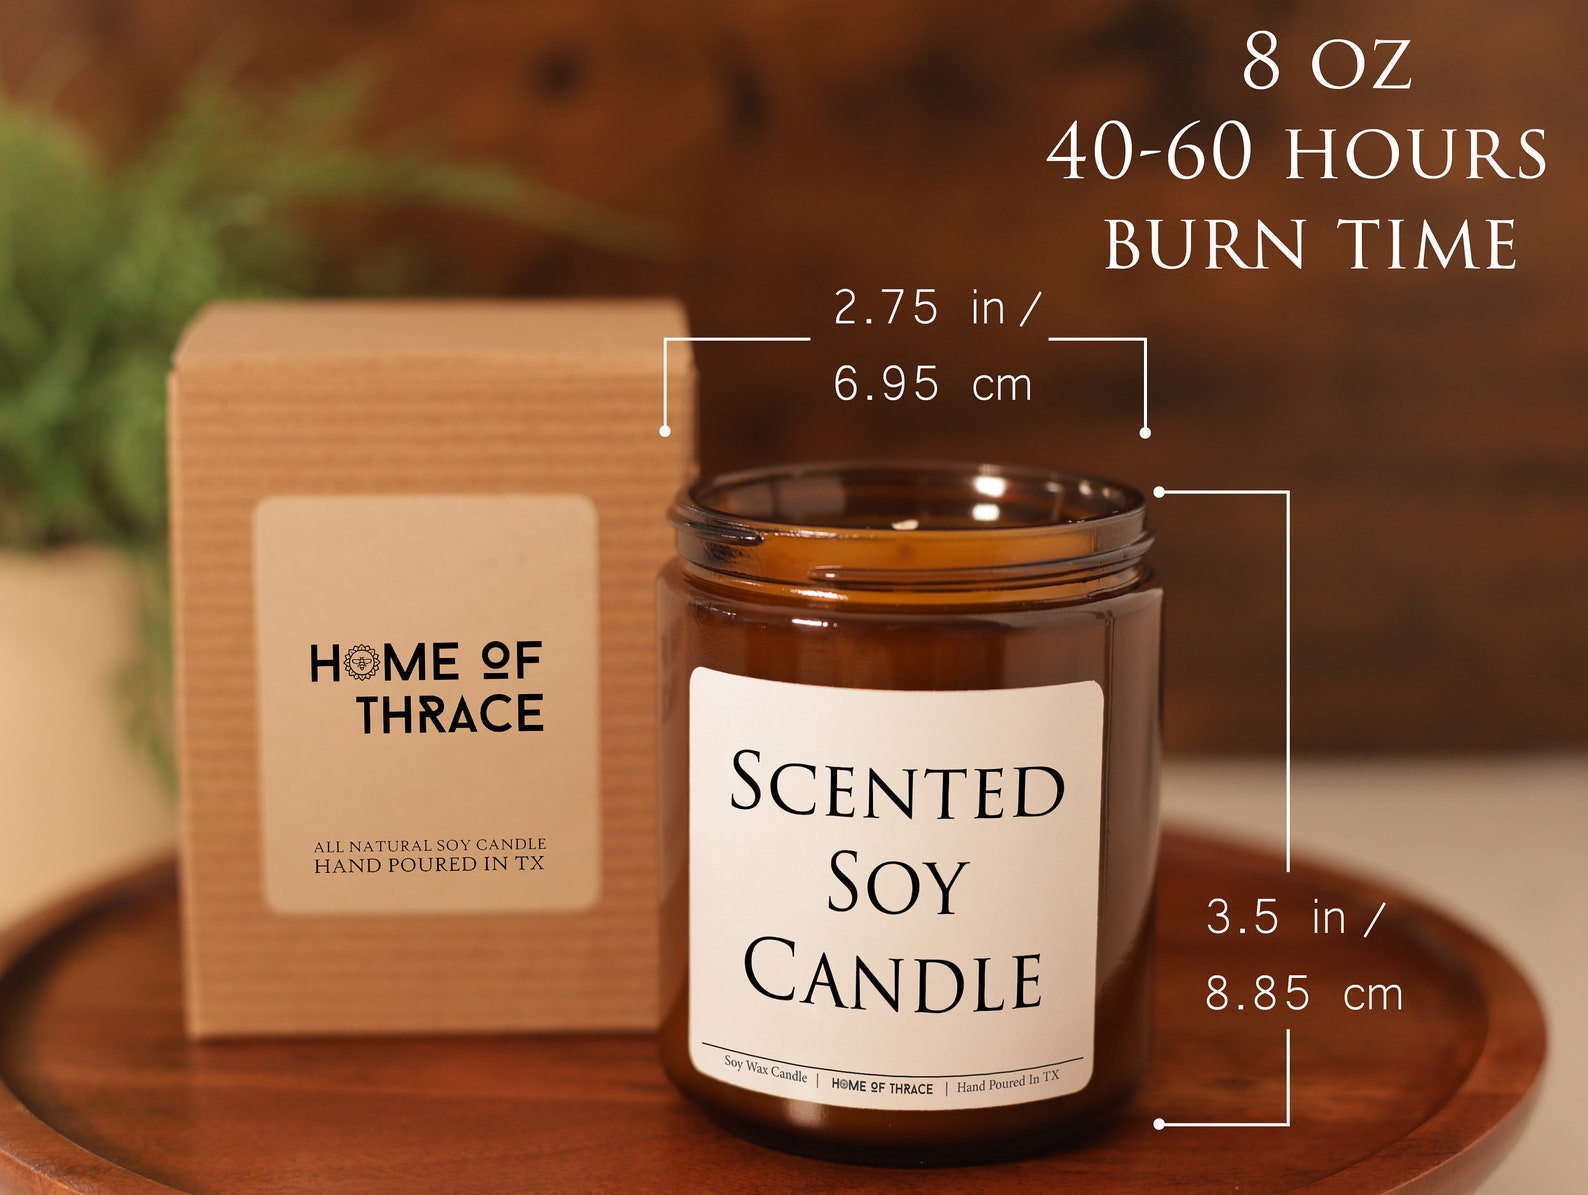 8 OZ
40-60 HOURS
BURN TIME
2.75 in/
6.95 cm
HOME OF
THRACE
ALL NATURAL SOY CANDLE
HAND POURED IN TX
SCENTED
SOY
CANDLE
Soy Wax Candle | HOME OF THRACE | Hand Poured In TX
3.5 in/
8.85 cm